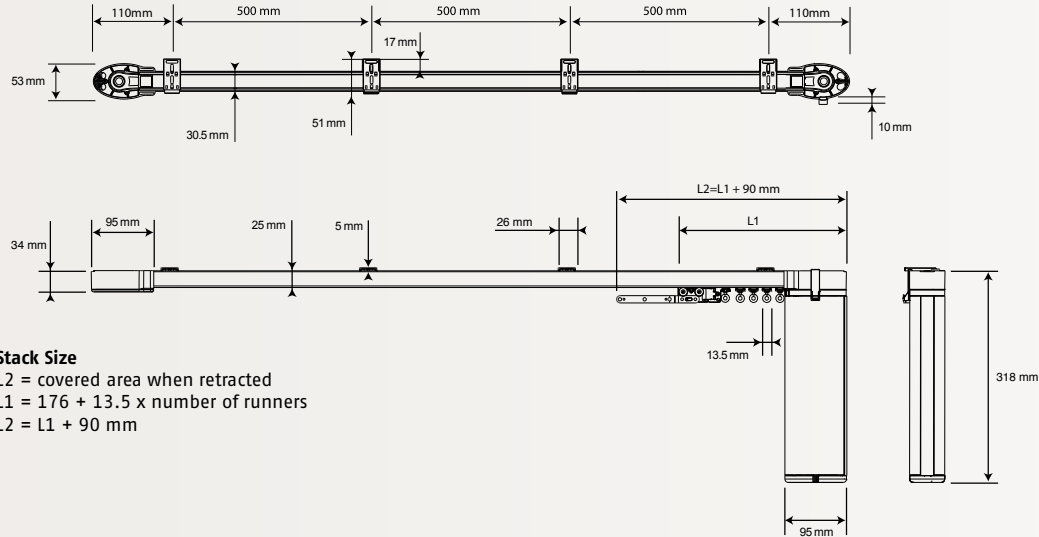 110mm
500 mm
500 mm
500 mm
110mm
17 mm
53 mm
30.5 mm
51 mm
10 mm
L2=L1 + 90 mm
95 mm
25 mm
5 mm
26 mm
L1
34 mm
13.5 mm
318 mm
Stack Size
L2 = covered area when retracted
L1 = 176 + 13.5 x number of runners
L2 = L1 + 90 mm
95 mm